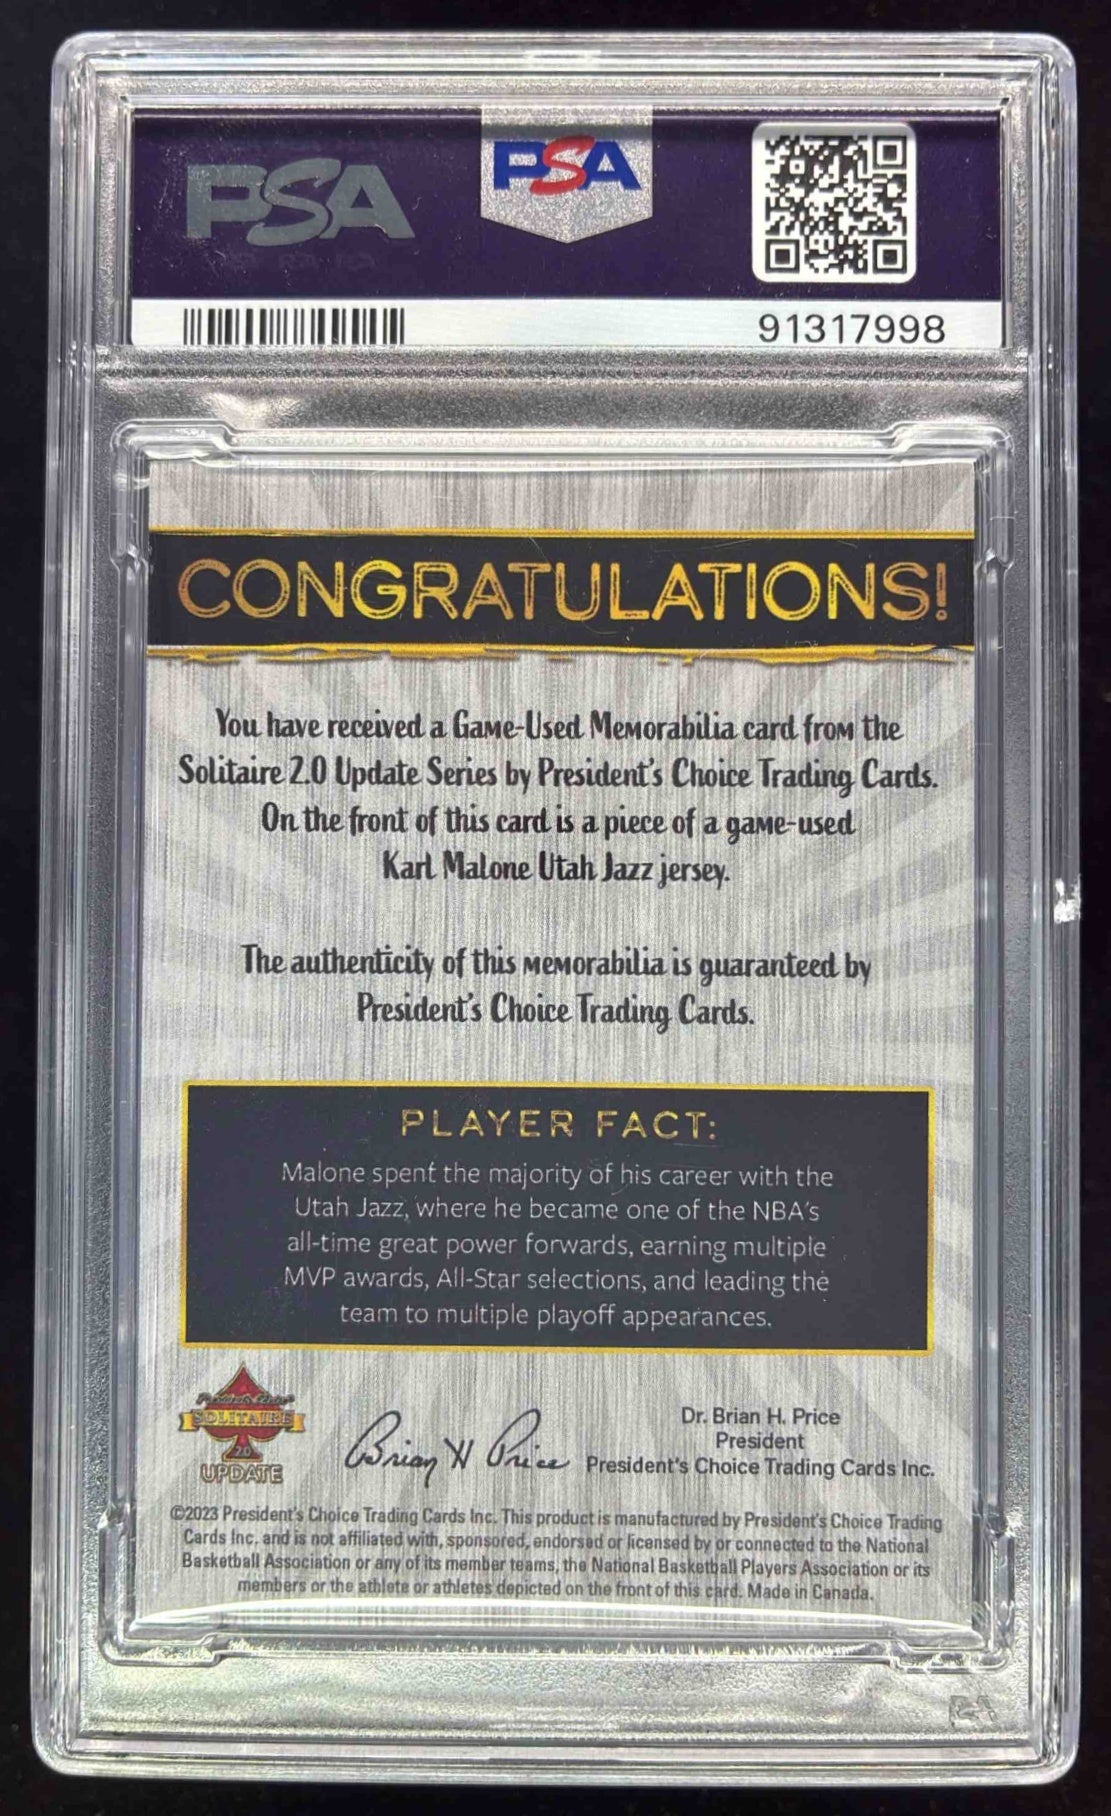 PSA
PSA
91317998
CONGRATULATIONS!
You have received a Game-Used Memorabilia card from the
Solitaire 2.0 Update Series by President's Choice Trading Cards.
On the front of this card is a piece of a game-used
Karl Malone Utah Jazz jersey.
The authenticity of this memorabilia is guaranteed by
President's Choice Trading Cards.
PLAYER FACT:
Malone spent the majority of his career with the
Utah Jazz, where he became one of the NBA's
all-time great power forwards, earning multiple
MVP awards, All-Star selections, and leading the
team to multiple playoff appearances.
President's Choice
SOLITAIRE
2.0
UPDATE
Brian H Price
Dr. Brian H. Price
President
President's Choice Trading Cards Inc.
©2023 President's Choice Trading Cards Inc. This product is manufactured by President's Choice Trading
Cards Inc. and is not affiliated with, sponsored, endorsed or licensed by or connected to the National
Basketball Association or any of its member teams, the National Basketball Players Association or its
members or the athlete or athletes depicted on the front of this card. Made in Canada.